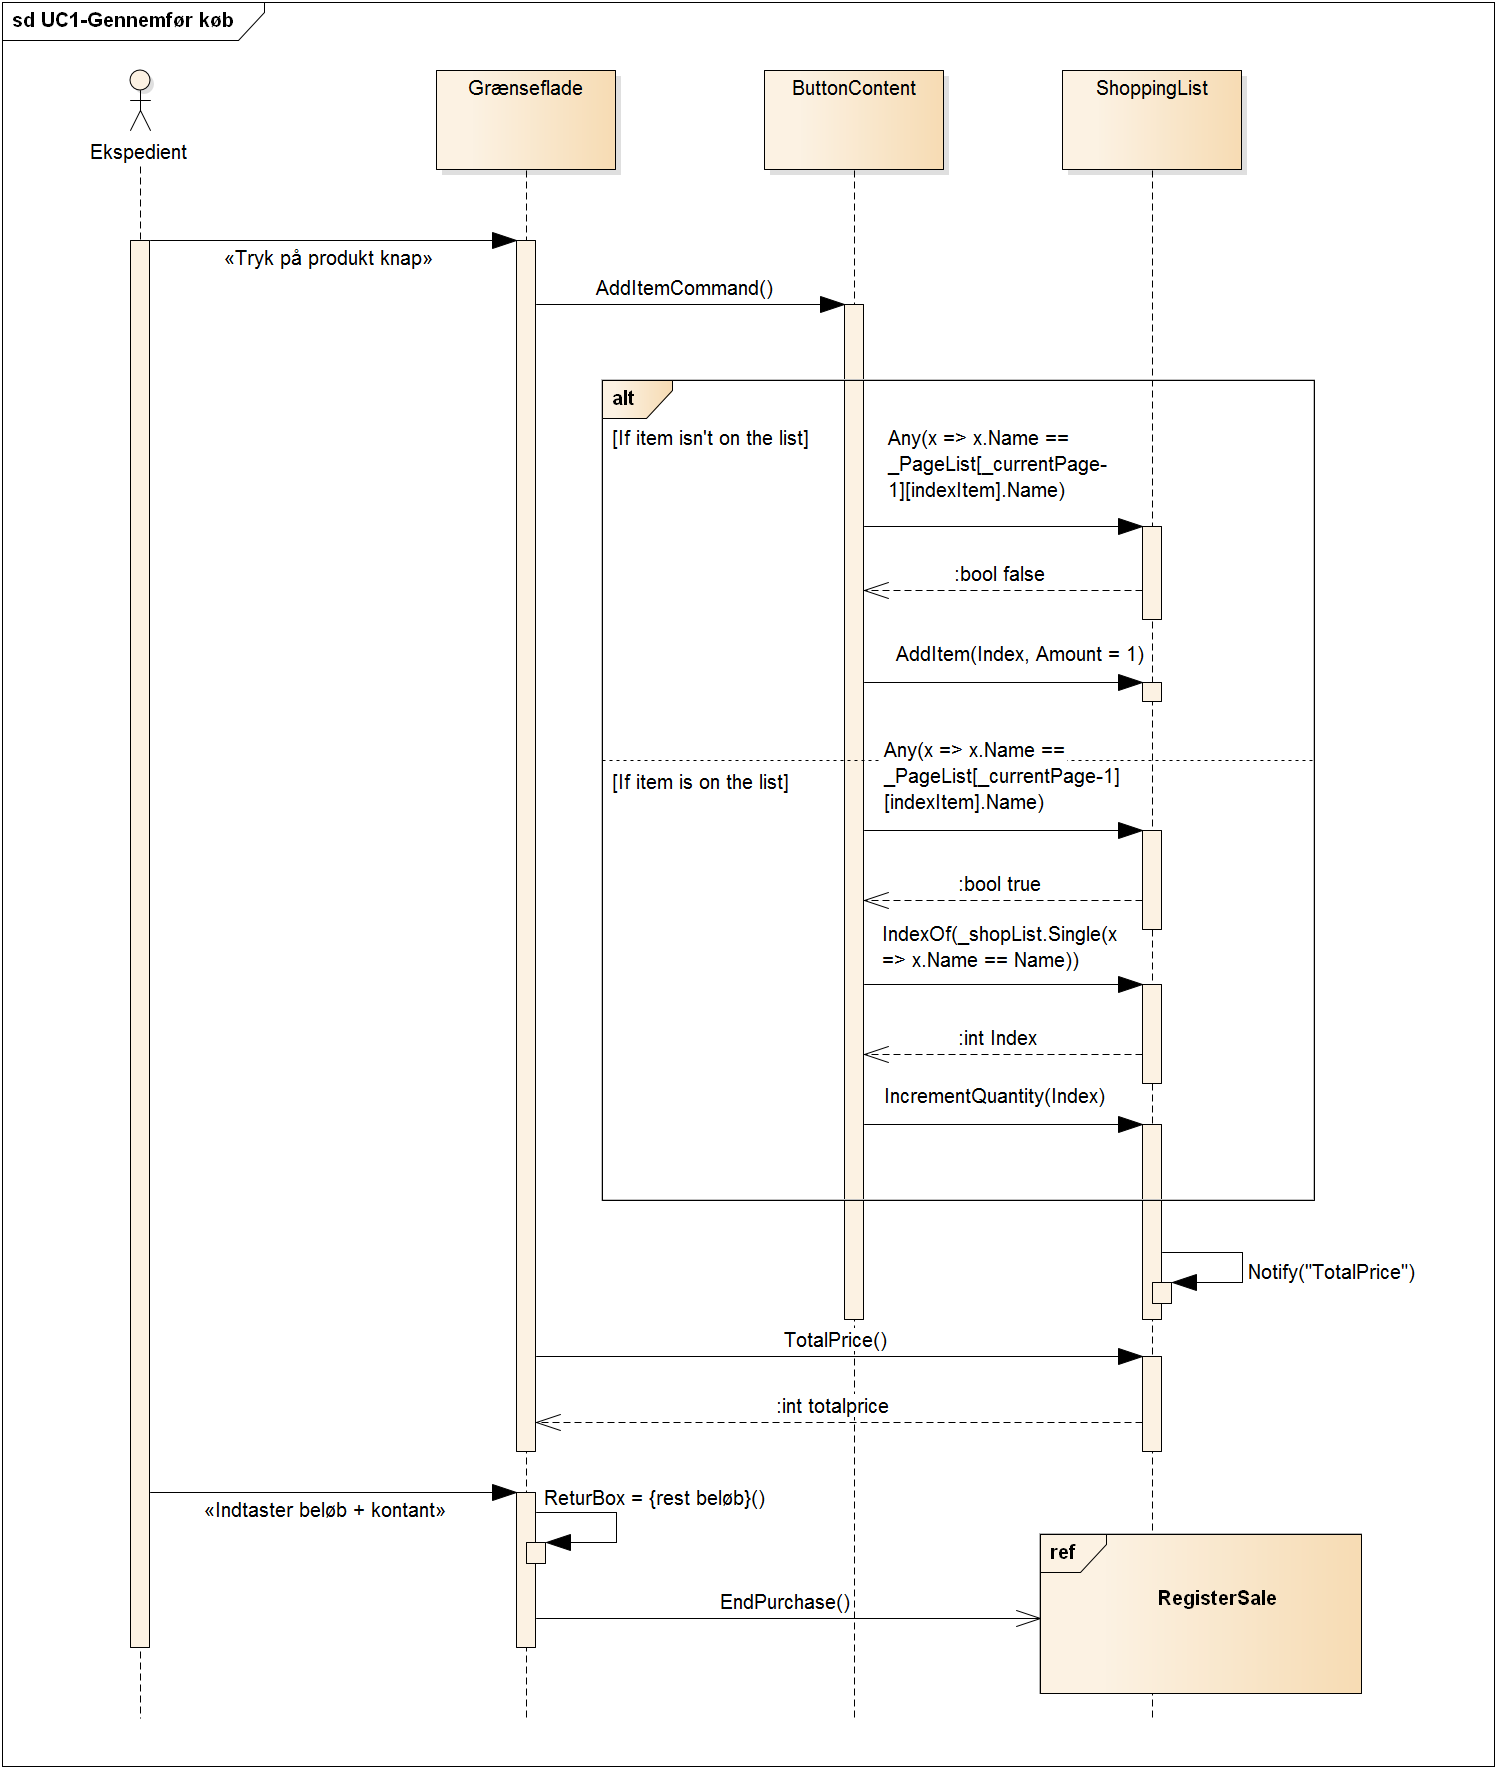 sd UC1-Gennemfør køb
Ekspedient
Grænseflade
ButtonContent
ShoppingList
«Tryk på produkt knap»
AddItemCommand()
alt
[If item isn't on the list]
Any(x => x.Name ==
_PageList[_currentPage-
1][indexItem].Name)
:bool false
AddItem(Index, Amount = 1)
Any(x => x.Name ==
_PageList[_currentPage-1]
[indexItem].Name)
[If item is on the list]
:bool true
IndexOf(_shopList.Single(x
=> x.Name == Name))
:int Index
IncrementQuantity(Index)
Notify("TotalPrice")
TotalPrice()
:int totalprice
«Indtaster beløb + kontant»
ReturBox = {rest beløb}()
ref
RegisterSale
EndPurchase()